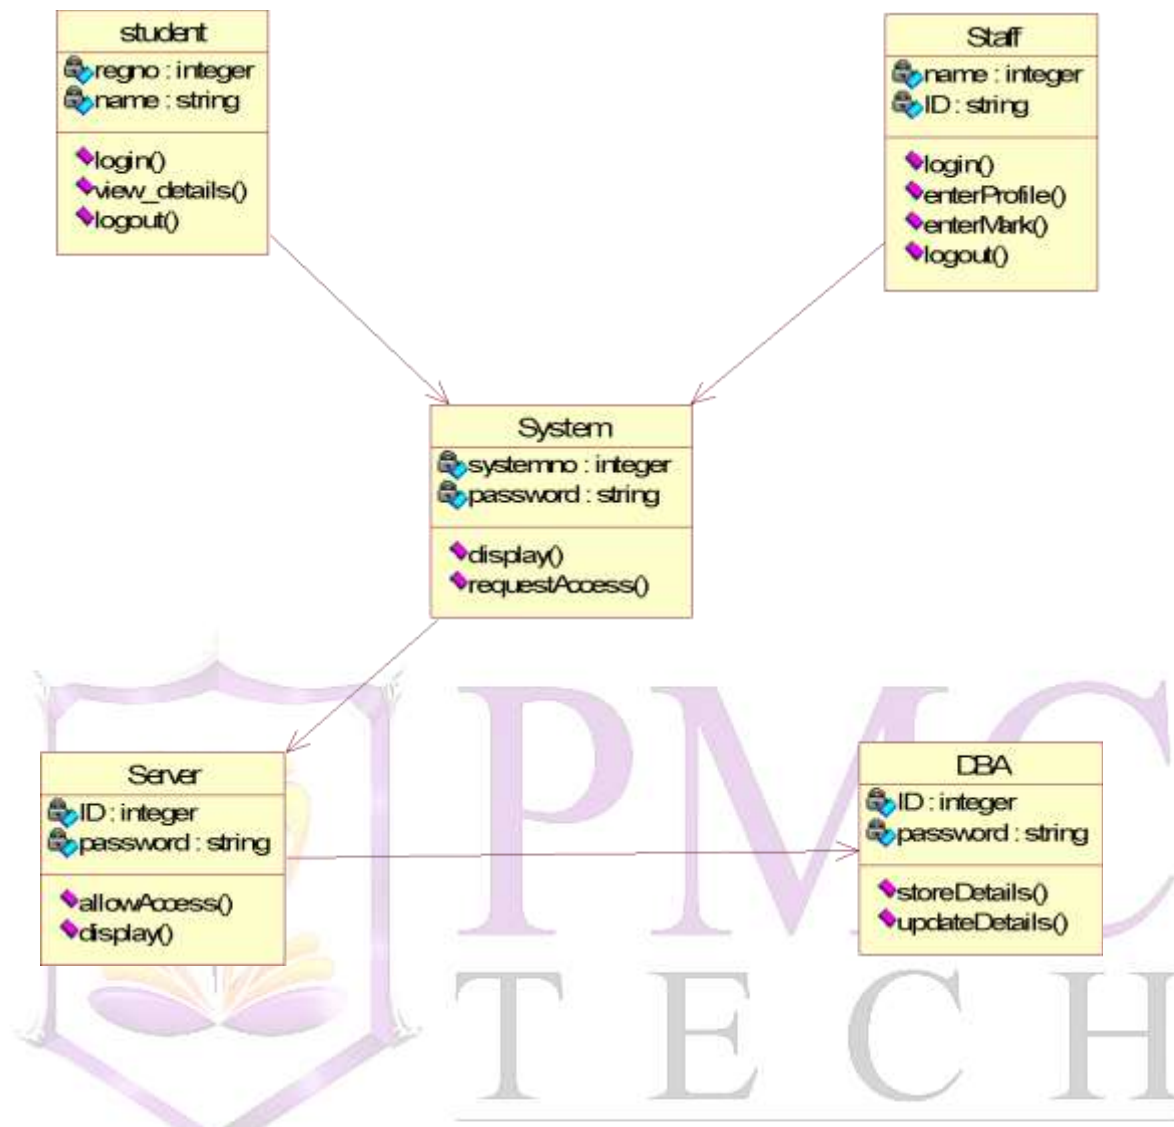 student
regno : integer
name : string
login()
view_details()
logout()
Staff
name : integer
ID : string
login()
enterProfile()
enterMark()
logout()
System
systemno : integer
password : string
display()
requestAccess()
Server
ID : integer
password : string
allowAccess()
display()
DBA
ID : integer
password : string
storeDetails()
updateDetails()
PMC
TECH